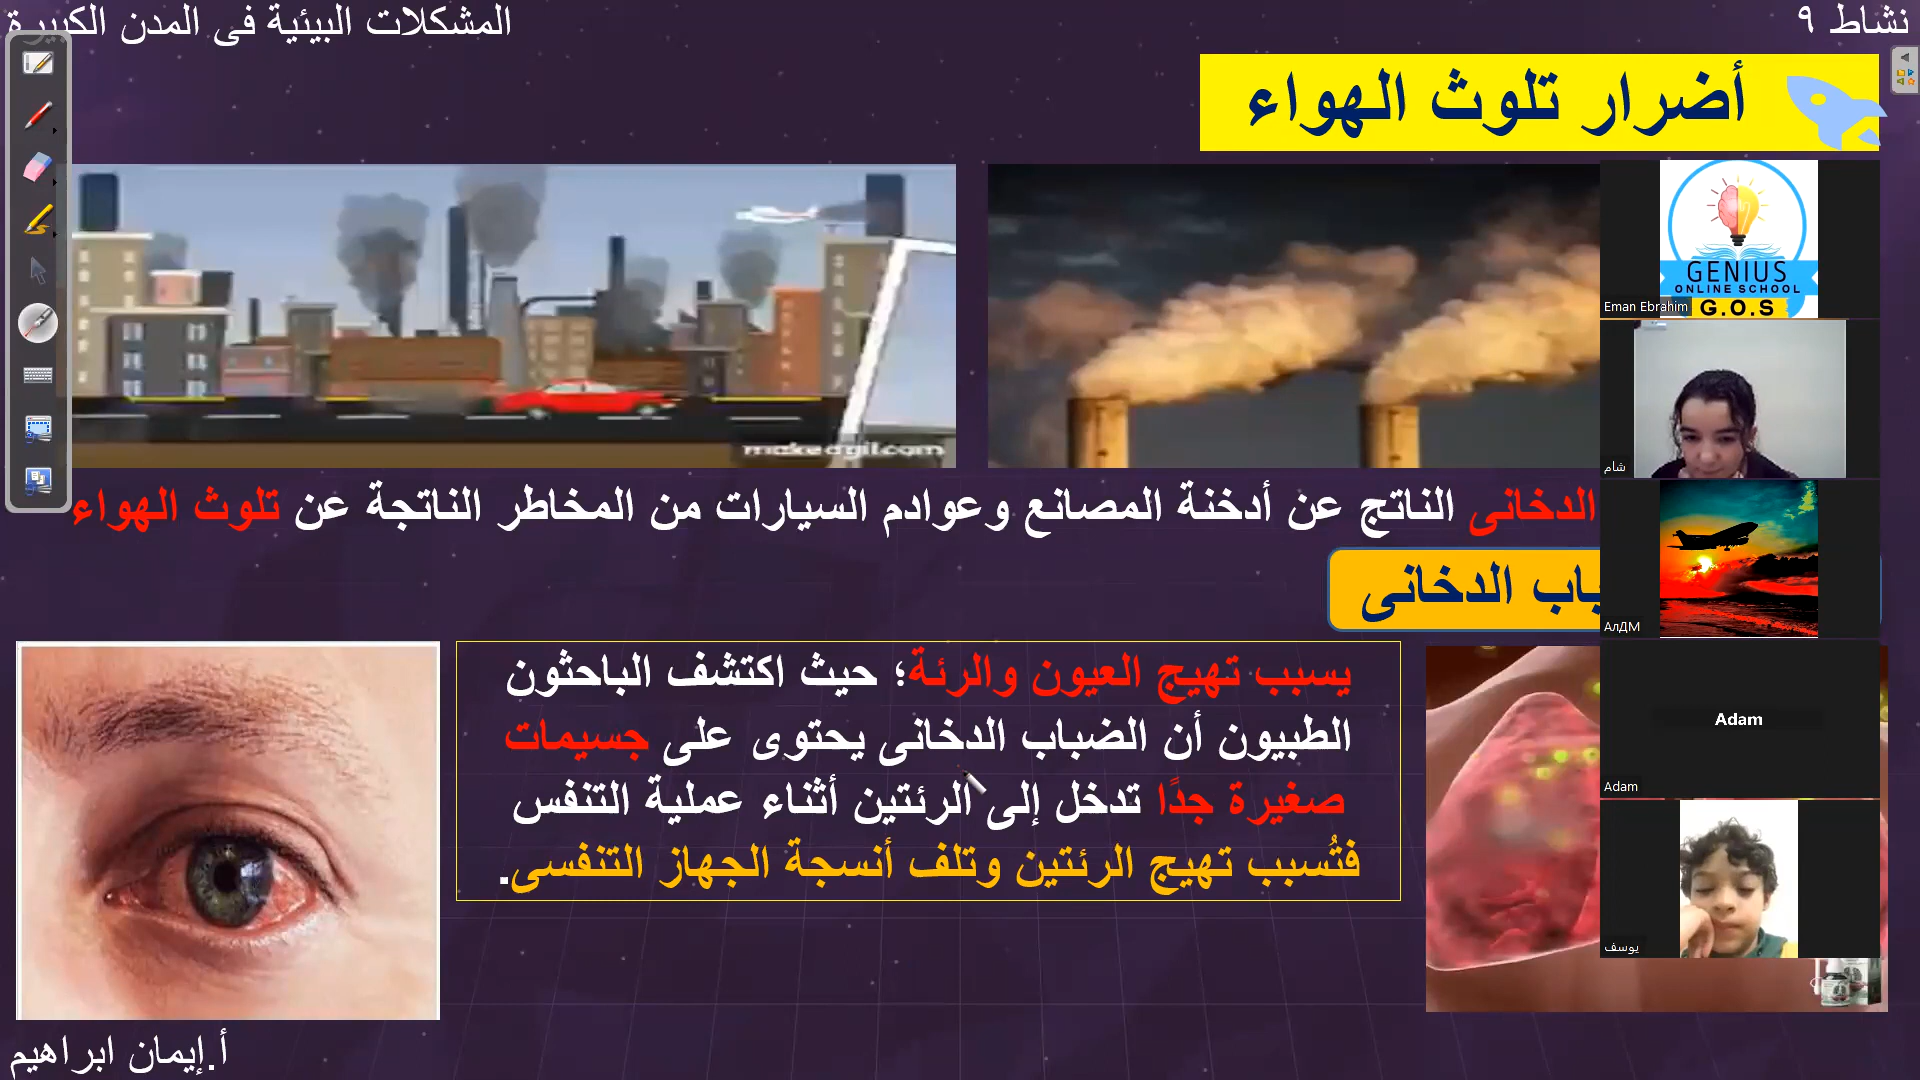 نشاط ٩
المشكلات البيئية فى المدن الكبيرة
أضرار تلوث الهواء
makeagif.com
GENIUS
ONLINE SCHOOL
G.O.S
Eman Ebrahim
شام
الدخانى الناتج عن أدخنة المصانع وعوادم السيارات من المخاطر الناتجة عن تلوث الهواء
الدخانى
АлДМ
يسبب تهيج العيون والرئة؛ حيث اكتشف الباحثون
الطبيون أن الضباب الدخانى يحتوى على جسيمات
صغيرة جدًا تدخل إلى الرئتين أثناء عملية التنفس
فتُسبب تهيج الرئتين وتلف أنسجة الجهاز التنفسى.
Adam
Adam
يوسف
أ.إيمان ابراهيم